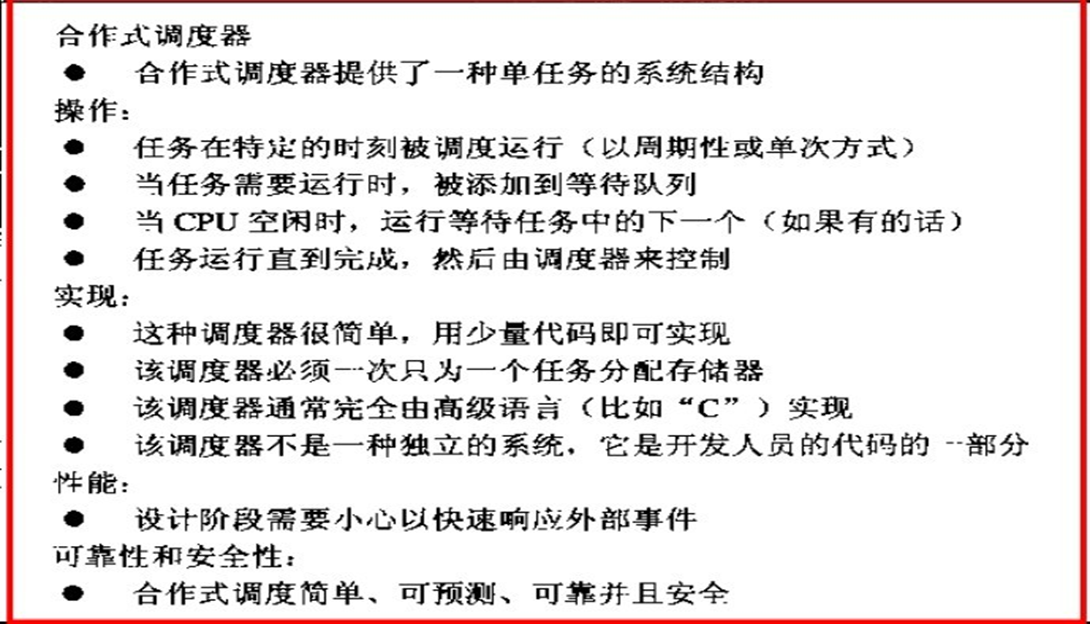 合作式调度器
● 合作式调度器提供了一种单任务的系统结构
操作：
● 任务在特定的时刻被调度运行（以周期性或单次方式）
● 当任务需要运行时，被添加到等待队列
● 当 CPU 空闲时，运行等待任务中的下一个（如果有的话）
● 任务运行直到完成，然后由调度器来控制
实现：
● 这种调度器很简单，用少量代码即可实现
● 该调度器必须一次只为一个任务分配存储器
● 该调度器通常完全由高级语言（比如“C”）实现
● 该调度器不是一种独立的系统，它是开发人员的代码的一部分
性能：
● 设计阶段需要小心以快速响应外部事件
可靠性和安全性：
● 合作式调度简单、可预测、可靠并且安全